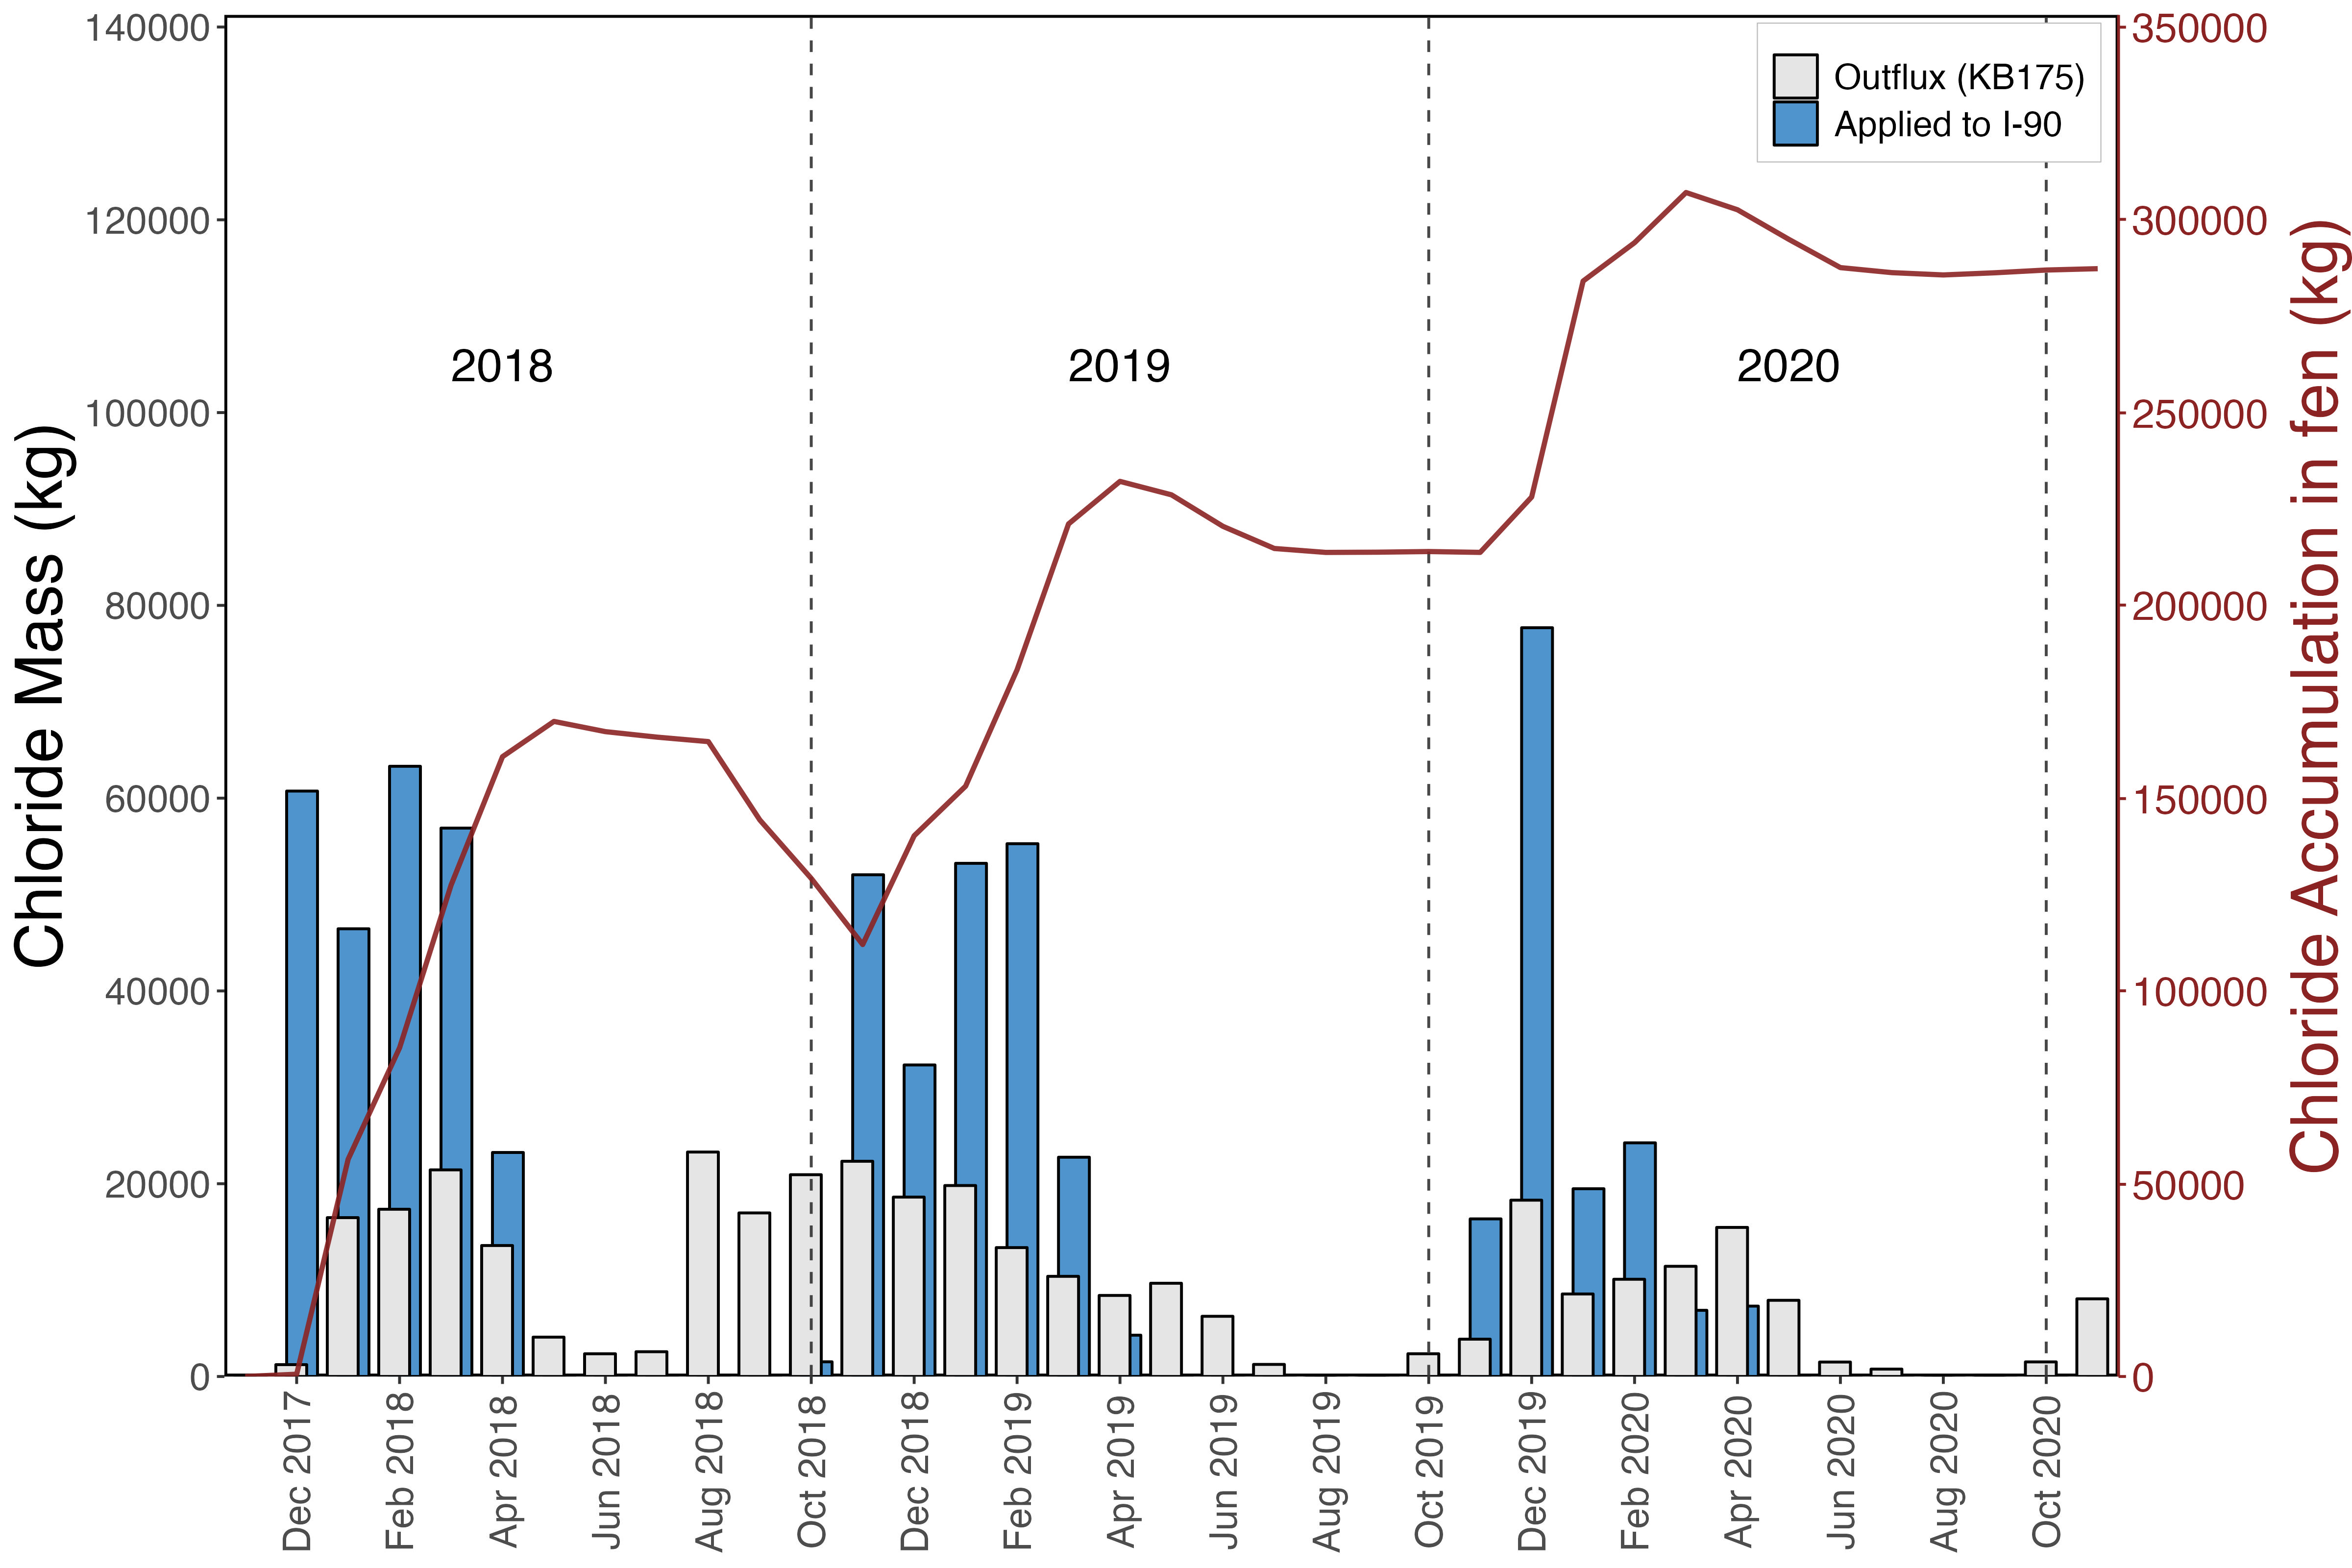 Outflux (KB175)
Applied to I-90
2018
2019
2020
Chloride Mass (kg)
140000
120000
100000
80000
60000
40000
20000
0
Chloride Accumulation in fen (kg)
350000
300000
250000
200000
150000
100000
50000
0
Dec 2017
Feb 2018
Apr 2018
Jun 2018
Aug 2018
Oct 2018
Dec 2018
Feb 2019
Apr 2019
Jun 2019
Aug 2019
Oct 2019
Dec 2019
Feb 2020
Apr 2020
Jun 2020
Aug 2020
Oct 2020